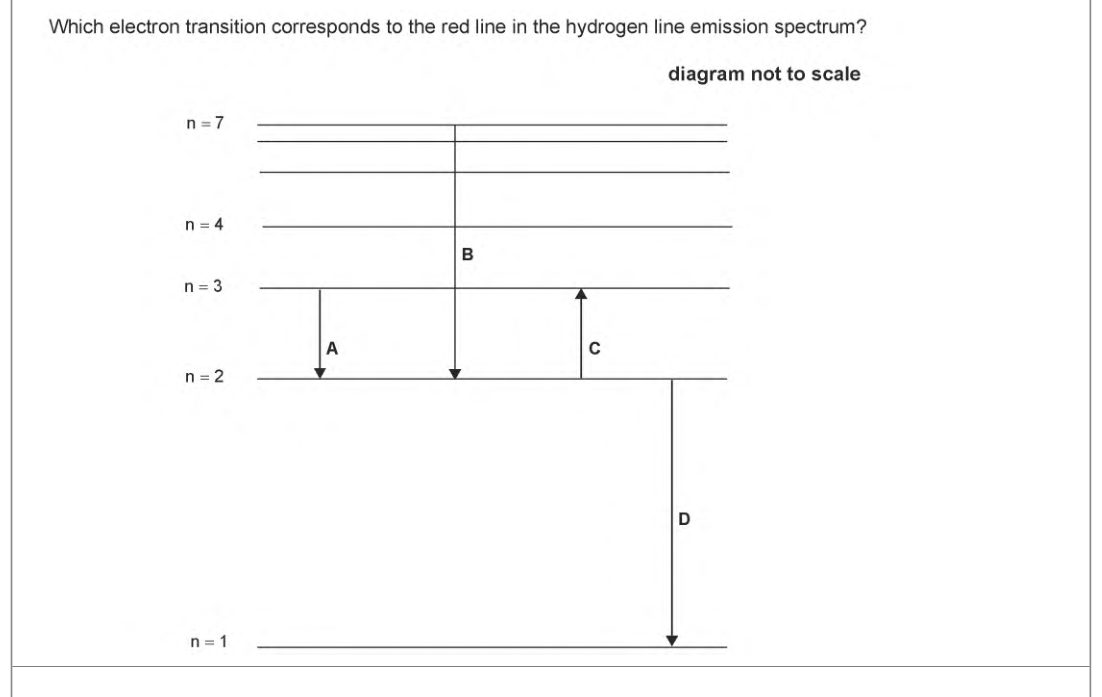 Which electron transition corresponds to the red line in the hydrogen line emission spectrum?
diagram not to scale
n = 7
n = 4
B
n = 3
A
C
n = 2
D
n = 1